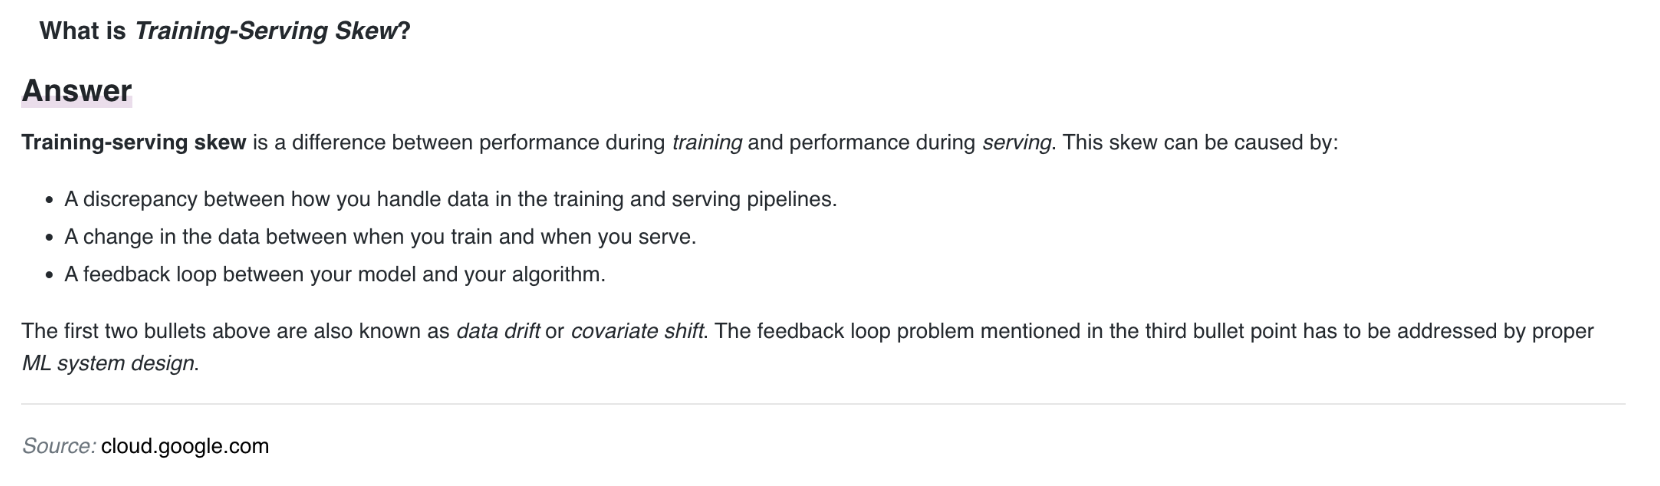 What is Training-Serving Skew?
Answer
Training-serving skew is a difference between performance during training and performance during serving. This skew can be caused by:
• A discrepancy between how you handle data in the training and serving pipelines.
• A change in the data between when you train and when you serve.
• A feedback loop between your model and your algorithm.
The first two bullets above are also known as data drift or covariate shift. The feedback loop problem mentioned in the third bullet point has to be addressed by proper
ML system design.
Source: cloud.google.com